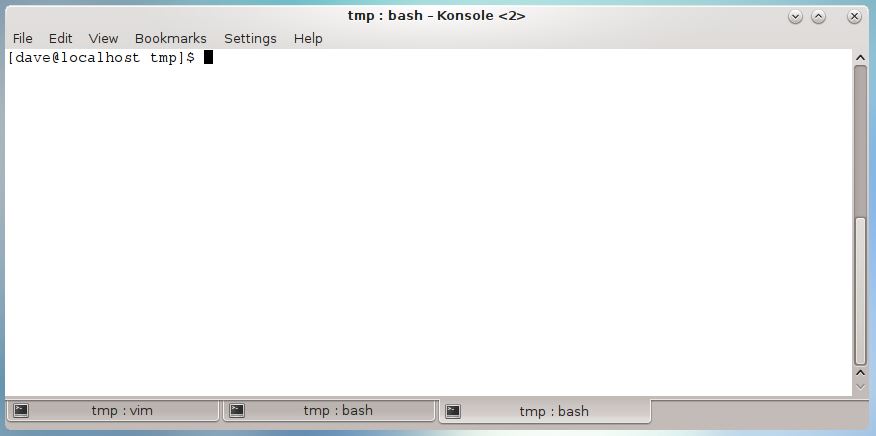 tmp : bash – Konsole <2>
File Edit View Bookmarks Settings Help
[dave@localhost tmp]$
tmp : vim tmp : bash tmp : bash